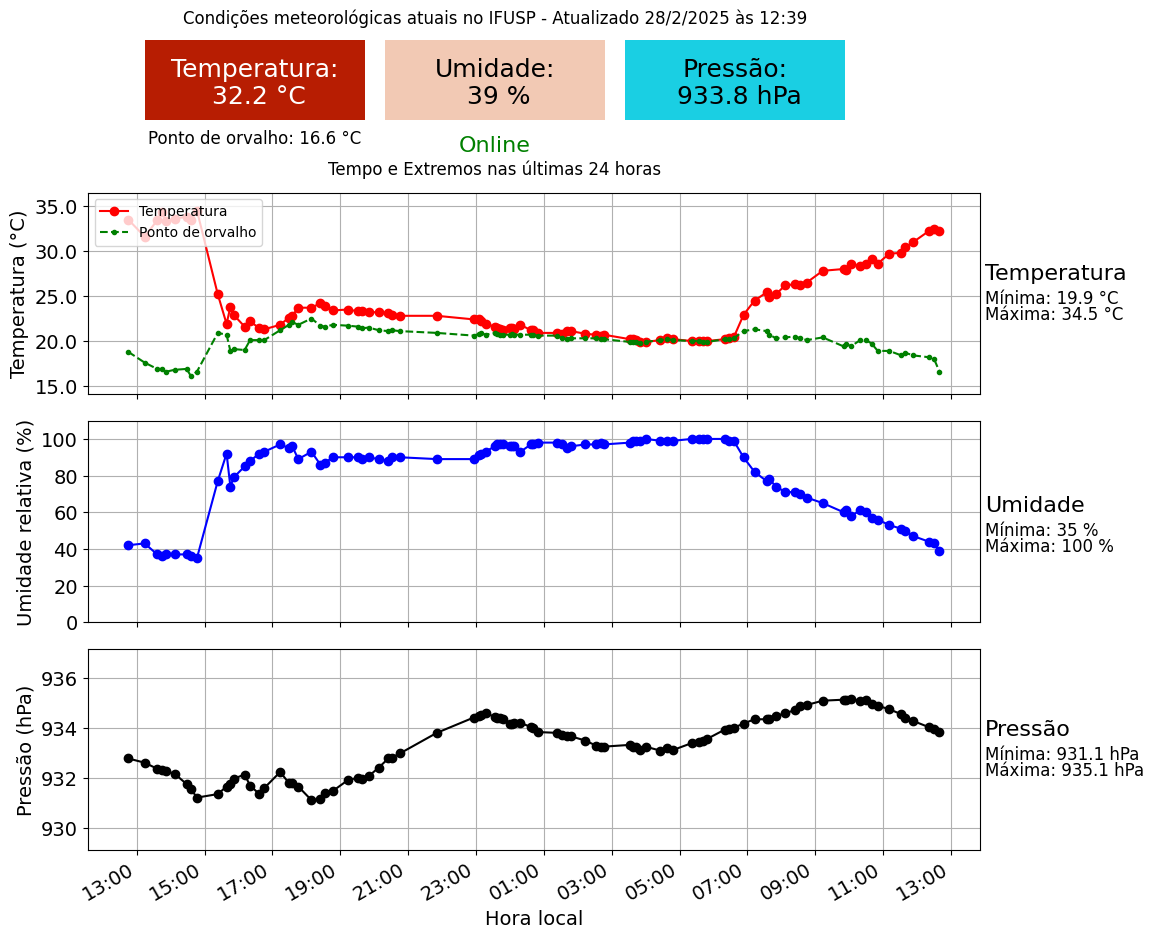 Condições meteorológicas atuais no IFUSP - Atualizado 28/2/2025 às 12:39
Temperatura:
32.2 °C
Umidade:
39 %
Pressão:
933.8 hPa
Ponto de orvalho: 16.6 °C
Online
Tempo e Extremos nas últimas 24 horas
Temperatura (°C)
35.0
30.0
25.0
20.0
15.0
Temperatura
Ponto de orvalho
Temperatura
Mínima: 19.9 °C
Máxima: 34.5 °C
Umidade relativa (%)
100
80
60
40
20
0
Umidade
Mínima: 35 %
Máxima: 100 %
Pressão (hPa)
936
934
932
930
Pressão
Mínima: 931.1 hPa
Máxima: 935.1 hPa
13:00 15:00 17:00 19:00 21:00 23:00 01:00 03:00 05:00 07:00 09:00 11:00 13:00
Hora local